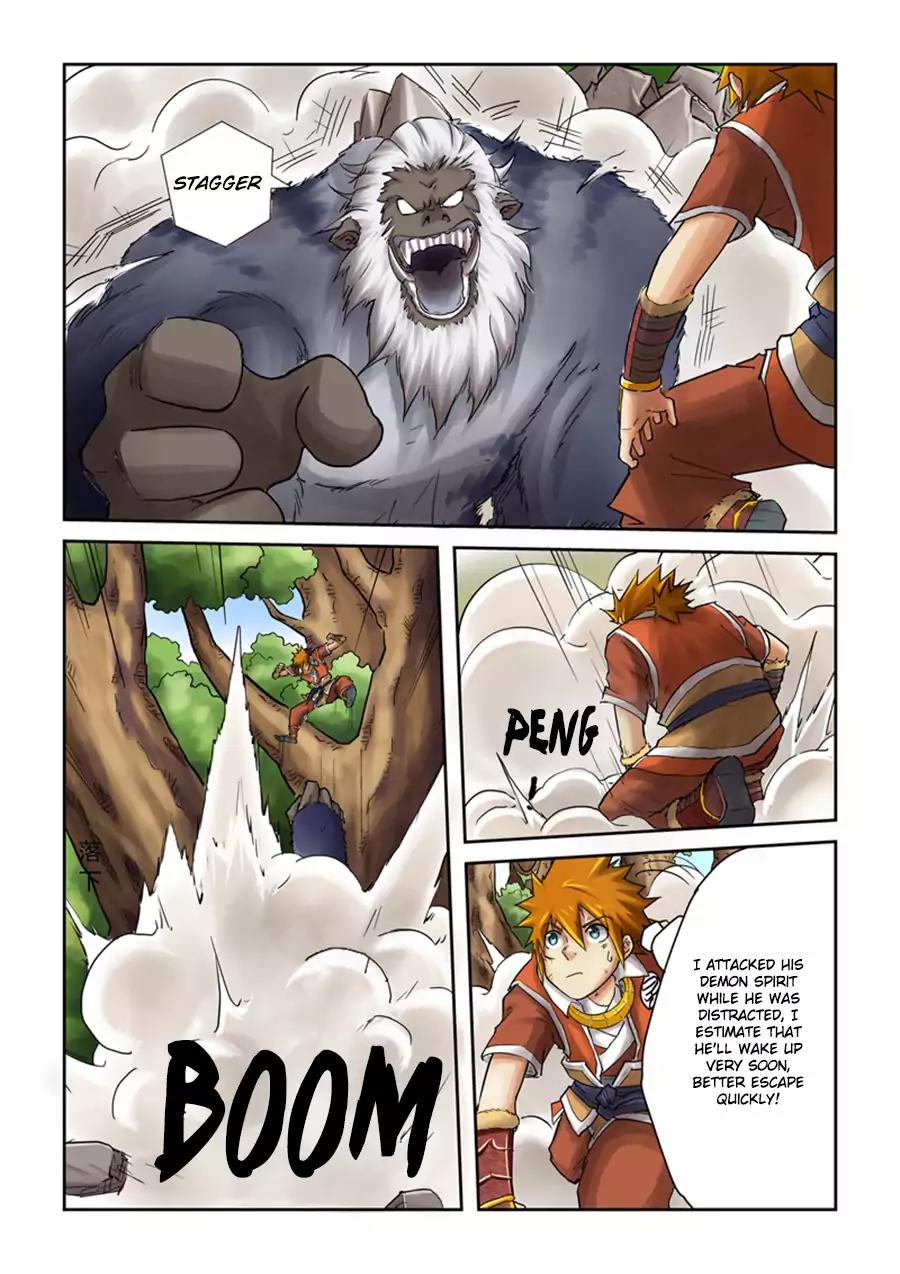 STAGGER
落下
BOOM
PENG
I ATTACKED HIS
DEMON SPIRIT
WHILE HE WAS
DISTRACTED, I
ESTIMATE THAT
HE'LL WAKE UP
VERY SOON,
BETTER ESCAPE
QUICKLY!